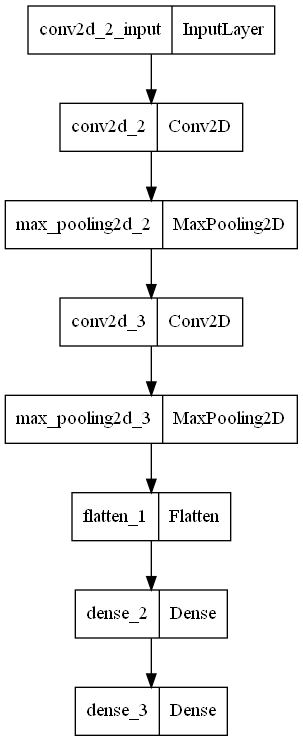 conv2d_2_input InputLayer
conv2d_2 Conv2D
max_pooling2d_2 MaxPooling2D
conv2d_3 Conv2D
max_pooling2d_3 MaxPooling2D
flatten_1 Flatten
dense_2 Dense
dense_3 Dense